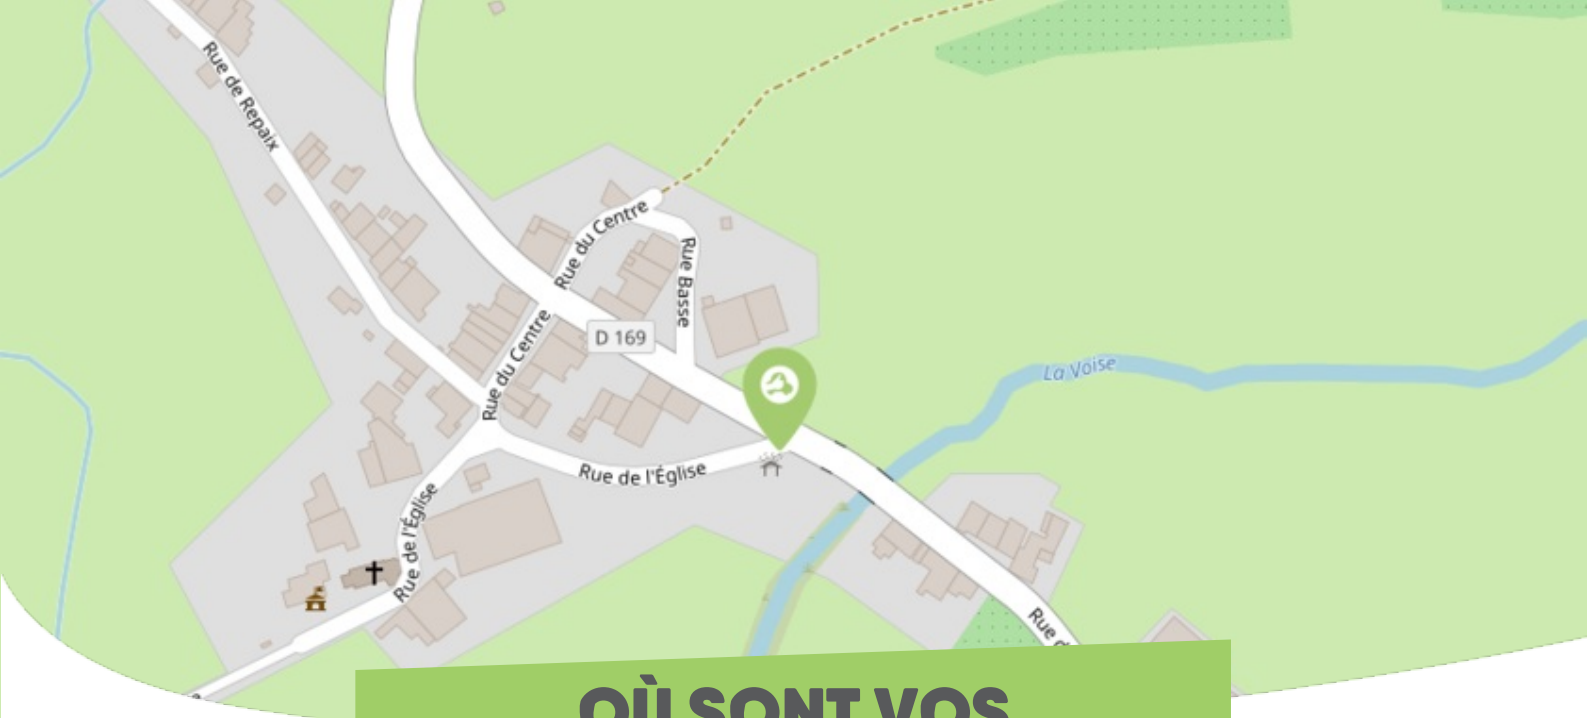 Rue de Repaix
Rue du Centre
Rue Basse
Rue du Centre
D 169
La Voise
Rue de l'Église
Rue de l'Église
Rue d
OÙ SONT VOS